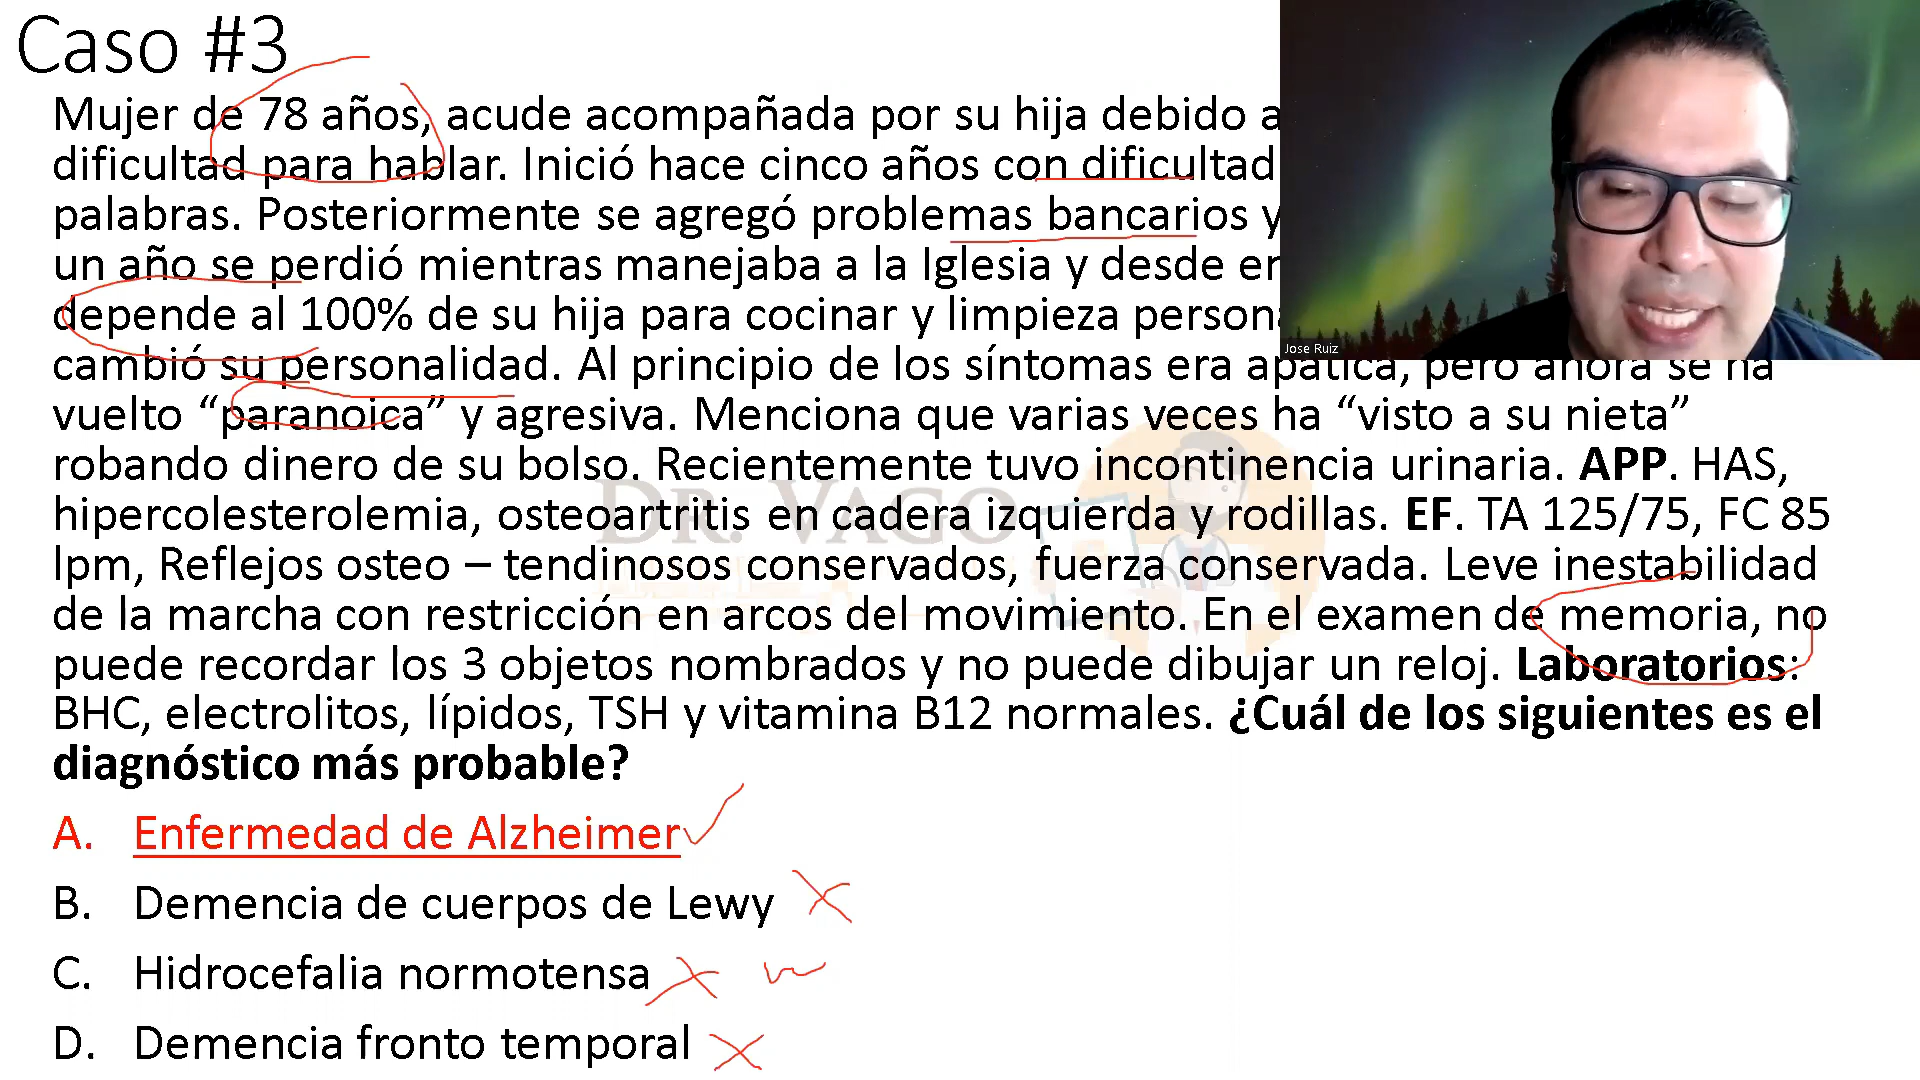 Caso #3
Mujer de 78 años, acude acompañada por su hija debido a
dificultad para hablar. Inició hace cinco años con dificultad
palabras. Posteriormente se agregó problemas bancarios y
un año se perdió mientras manejaba a la Iglesia y desde
depende al 100% de su hija para cocinar y limpieza
Jose Ruiz
cambió su personalidad. Al principio de los síntomas era apática, pero ahora se ha
vuelto “paranoica” y agresiva. Menciona que varias veces ha “visto a su nieta”
robando dinero de su bolso. Recientemente tuvo incontinencia urinaria. APP. HAS,
hipercolesterolemia, osteoartritis en cadera izquierda y rodillas. EF. TA 125/75, FC 85
DR. VAGO
lpm, Reflejos osteo – tendinosos conservados, fuerza conservada. Leve inestabilidad
de la marcha con restricción en arcos del movimiento. En el examen de memoria, no
puede recordar los 3 objetos nombrados y no puede dibujar un reloj. Laboratorios:
BHC, electrolitos, lípidos, TSH y vitamina B12 normales. ¿Cuál de los siguientes es el
diagnóstico más probable?
A. Enfermedad de Alzheimer
B. Demencia de cuerpos de Lewy
C. Hidrocefalia normotensa
D. Demencia fronto temporal